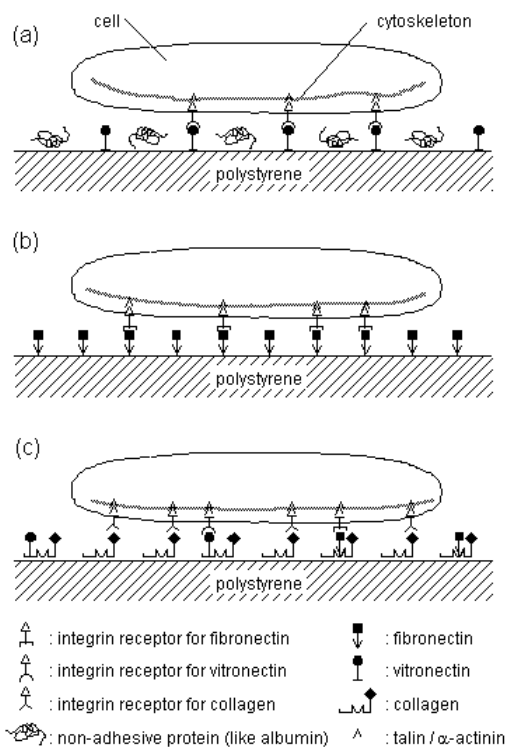 (a)
cell
cytoskeleton
polystyrene
(b)
polystyrene
(c)
polystyrene
: integrin receptor for fibronectin
: fibronectin
: integrin receptor for vitronectin
: vitronectin
: integrin receptor for collagen
: collagen
: non-adhesive protein (like albumin)
: talin / α-actinin